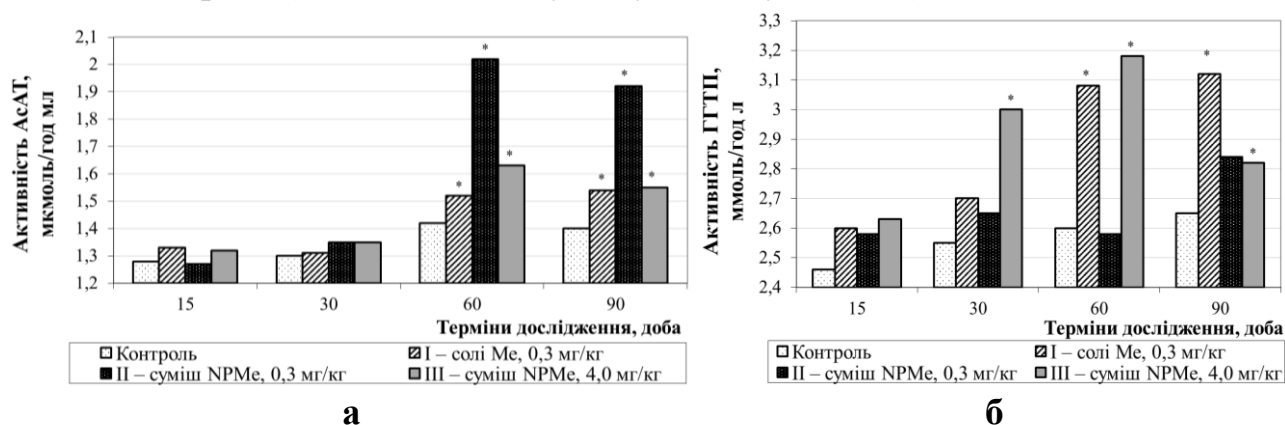 Активність АсАТ,
мкмоль/год мл
2,1
2
1,9
1,8
1,7
1,6
1,5
1,4
1,3
1,2
*
*
*
*
*
*
15
30
60
90
Терміни дослідження, доба
Контроль
І – солі Ме, 0,3 мг/кг
ІІ – суміш NPMe, 0,3 мг/кг
ІІІ – суміш NPMe, 4,0 мг/кг
а
Активність ГГТП,
ммоль/год л
3,3
3,2
3,1
3
2,9
2,8
2,7
2,6
2,5
2,4
*
*
*
*
*
15
30
60
90
Терміни дослідження, доба
Контроль
І – солі Ме, 0,3 мг/кг
ІІ – суміш NPMe, 0,3 мг/кг
ІІІ – суміш NPMe, 4,0 мг/кг
б